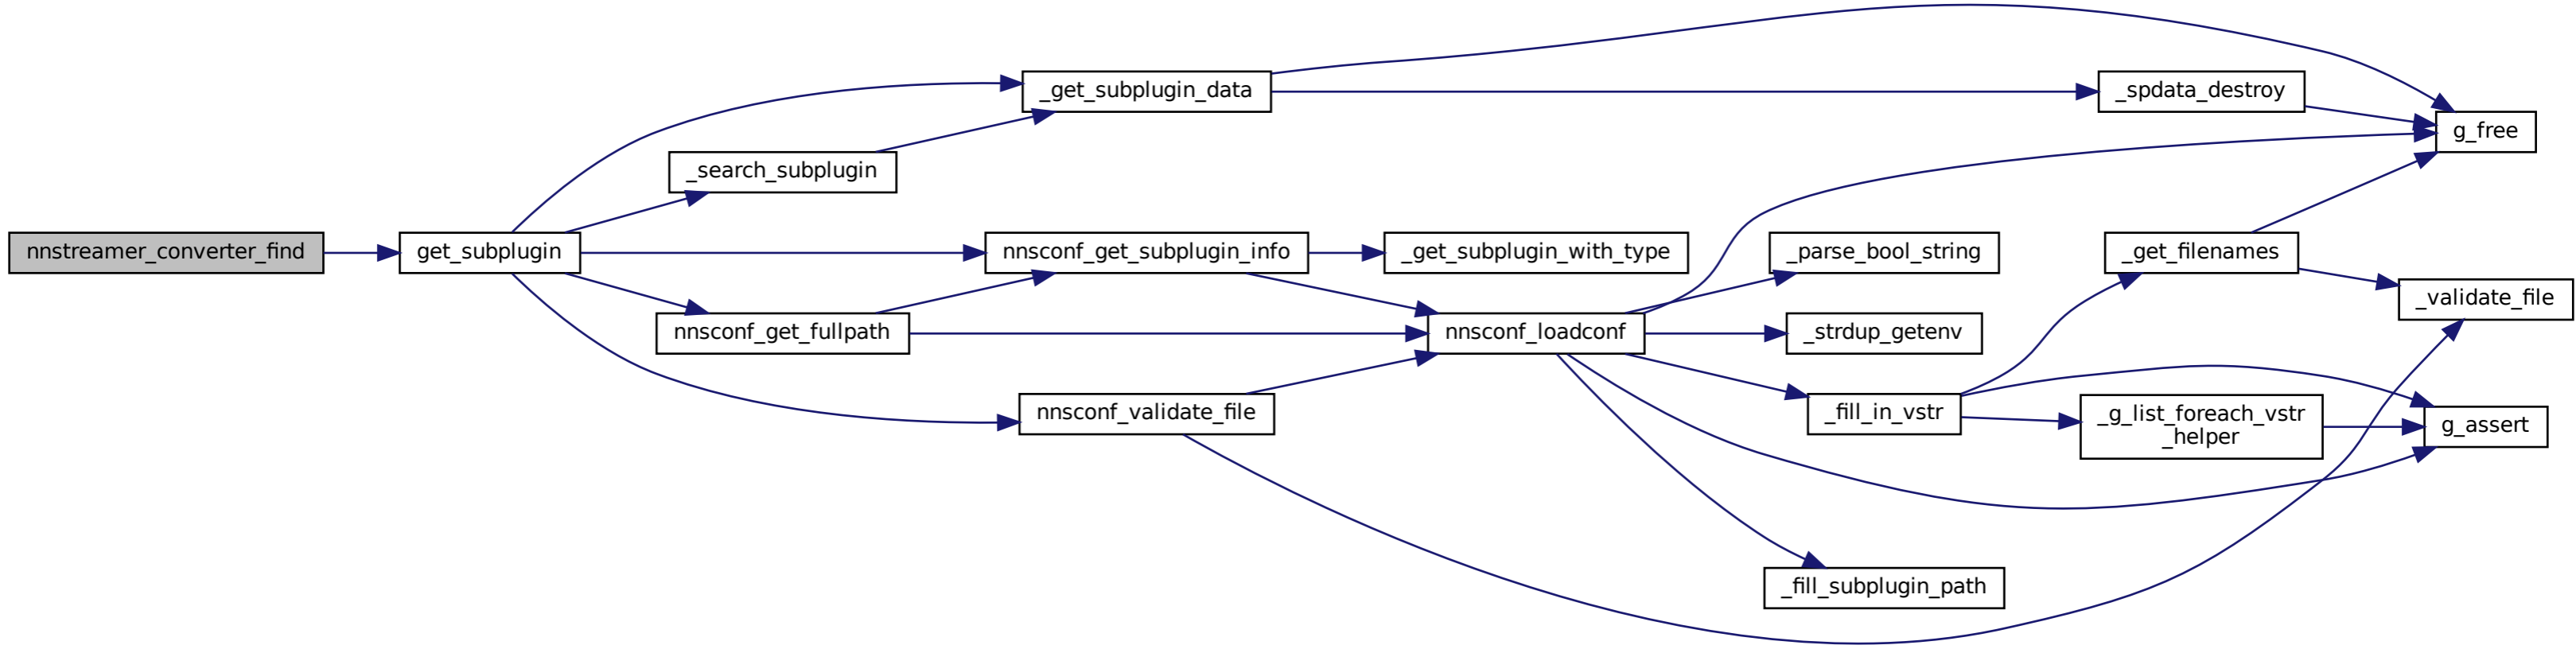 nnstreamer_converter_find
get_subplugin
_get_subplugin_data
_search_subplugin
nnsconf_get_subplugin_info
nnsconf_get_fullpath
nnsconf_validate_file
_get_subplugin_with_type
nnsconf_loadconf
_spdata_destroy
g_free
_parse_bool_string
_strdup_getenv
_fill_in_vstr
_fill_subplugin_path
_get_filenames
_validate_file
_g_list_foreach_vstr
_helper
g_assert